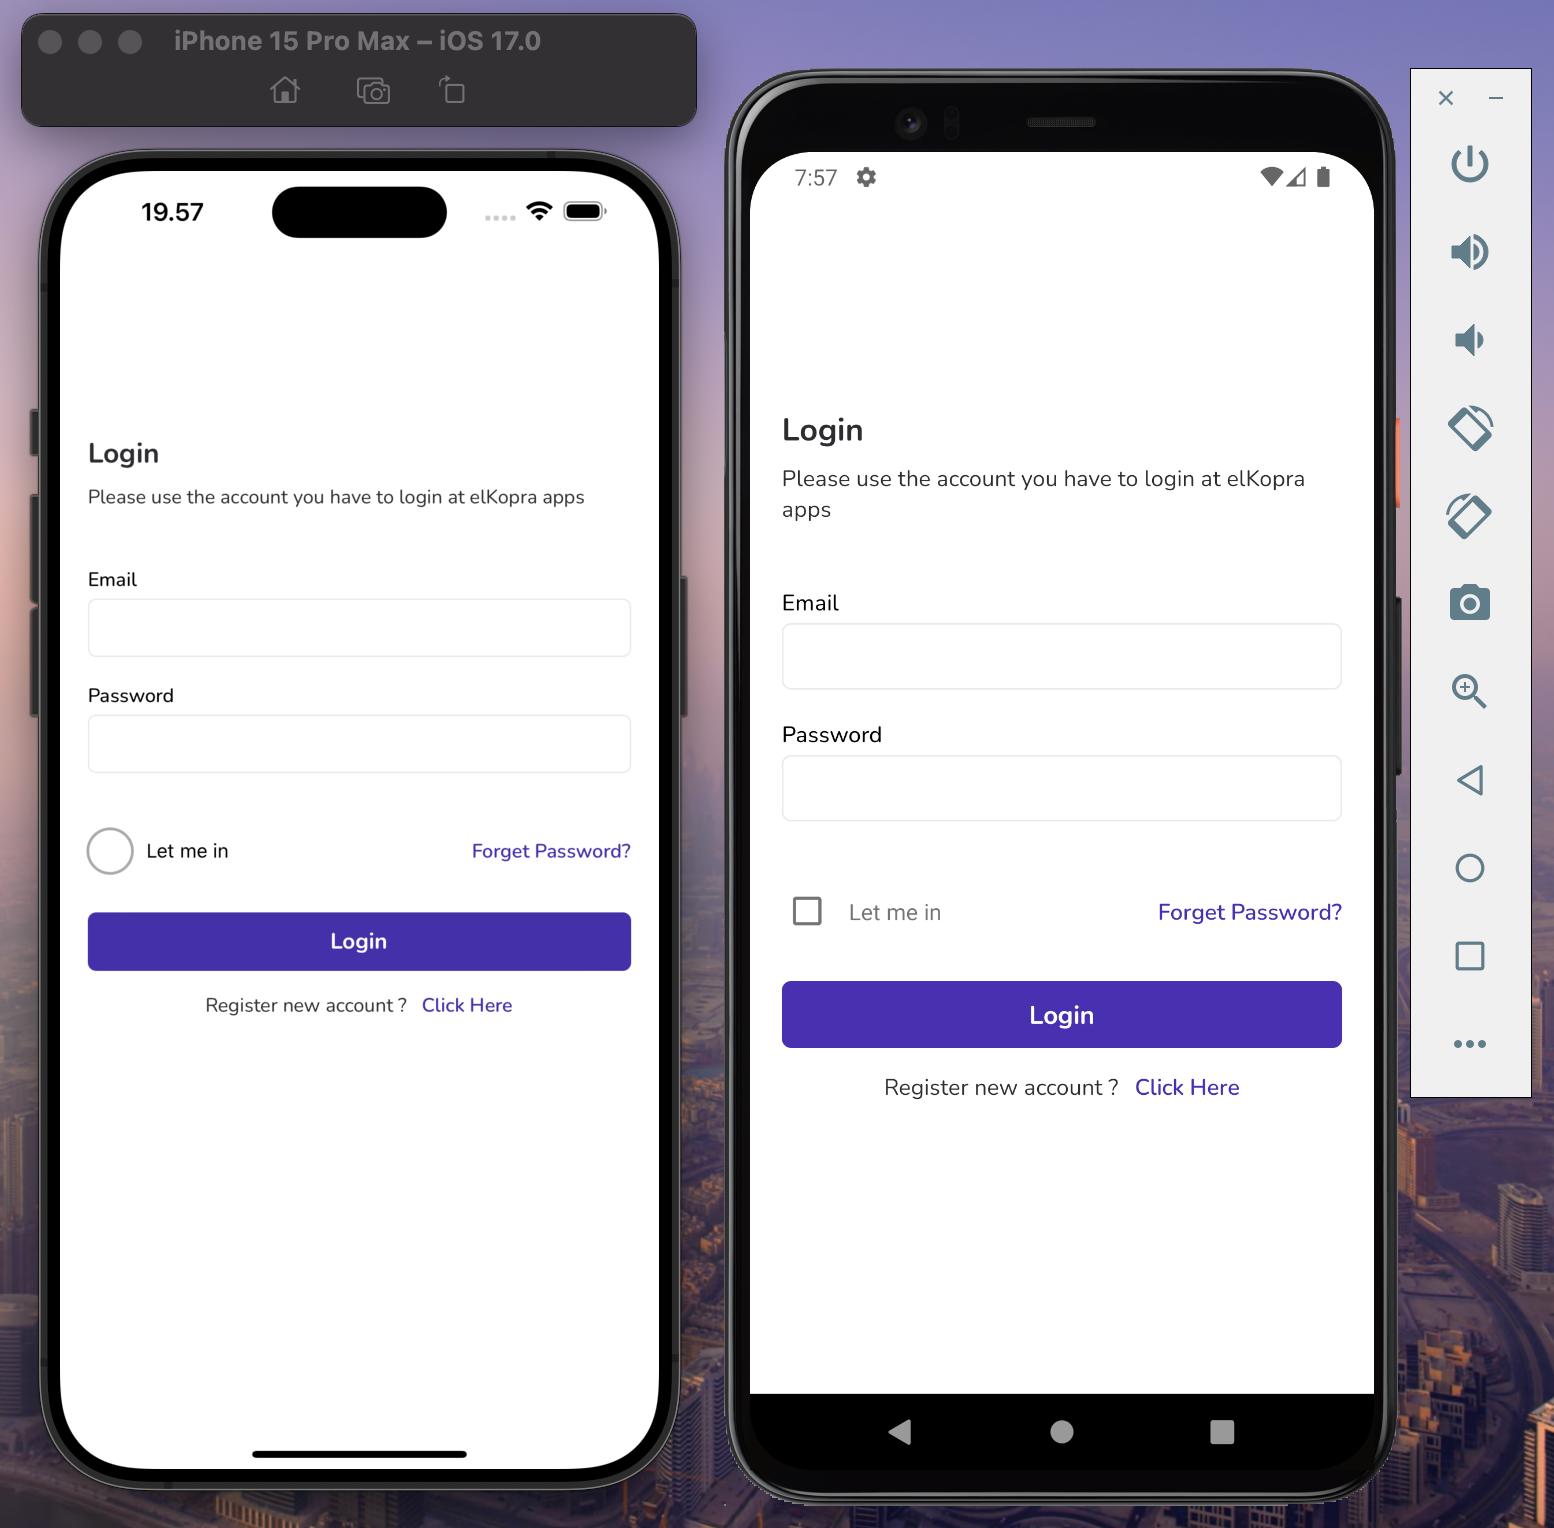 iPhone 15 Pro Max – iOS 17.0
19.57
Login
Please use the account you have to login at elKopra apps
Email
Password
Let me in
Forget Password?
Login
Register new account ? Click Here
7:57
Login
Please use the account you have to login at elKopra
apps
Email
Password
Let me in
Forget Password?
Login
Register new account ? Click Here